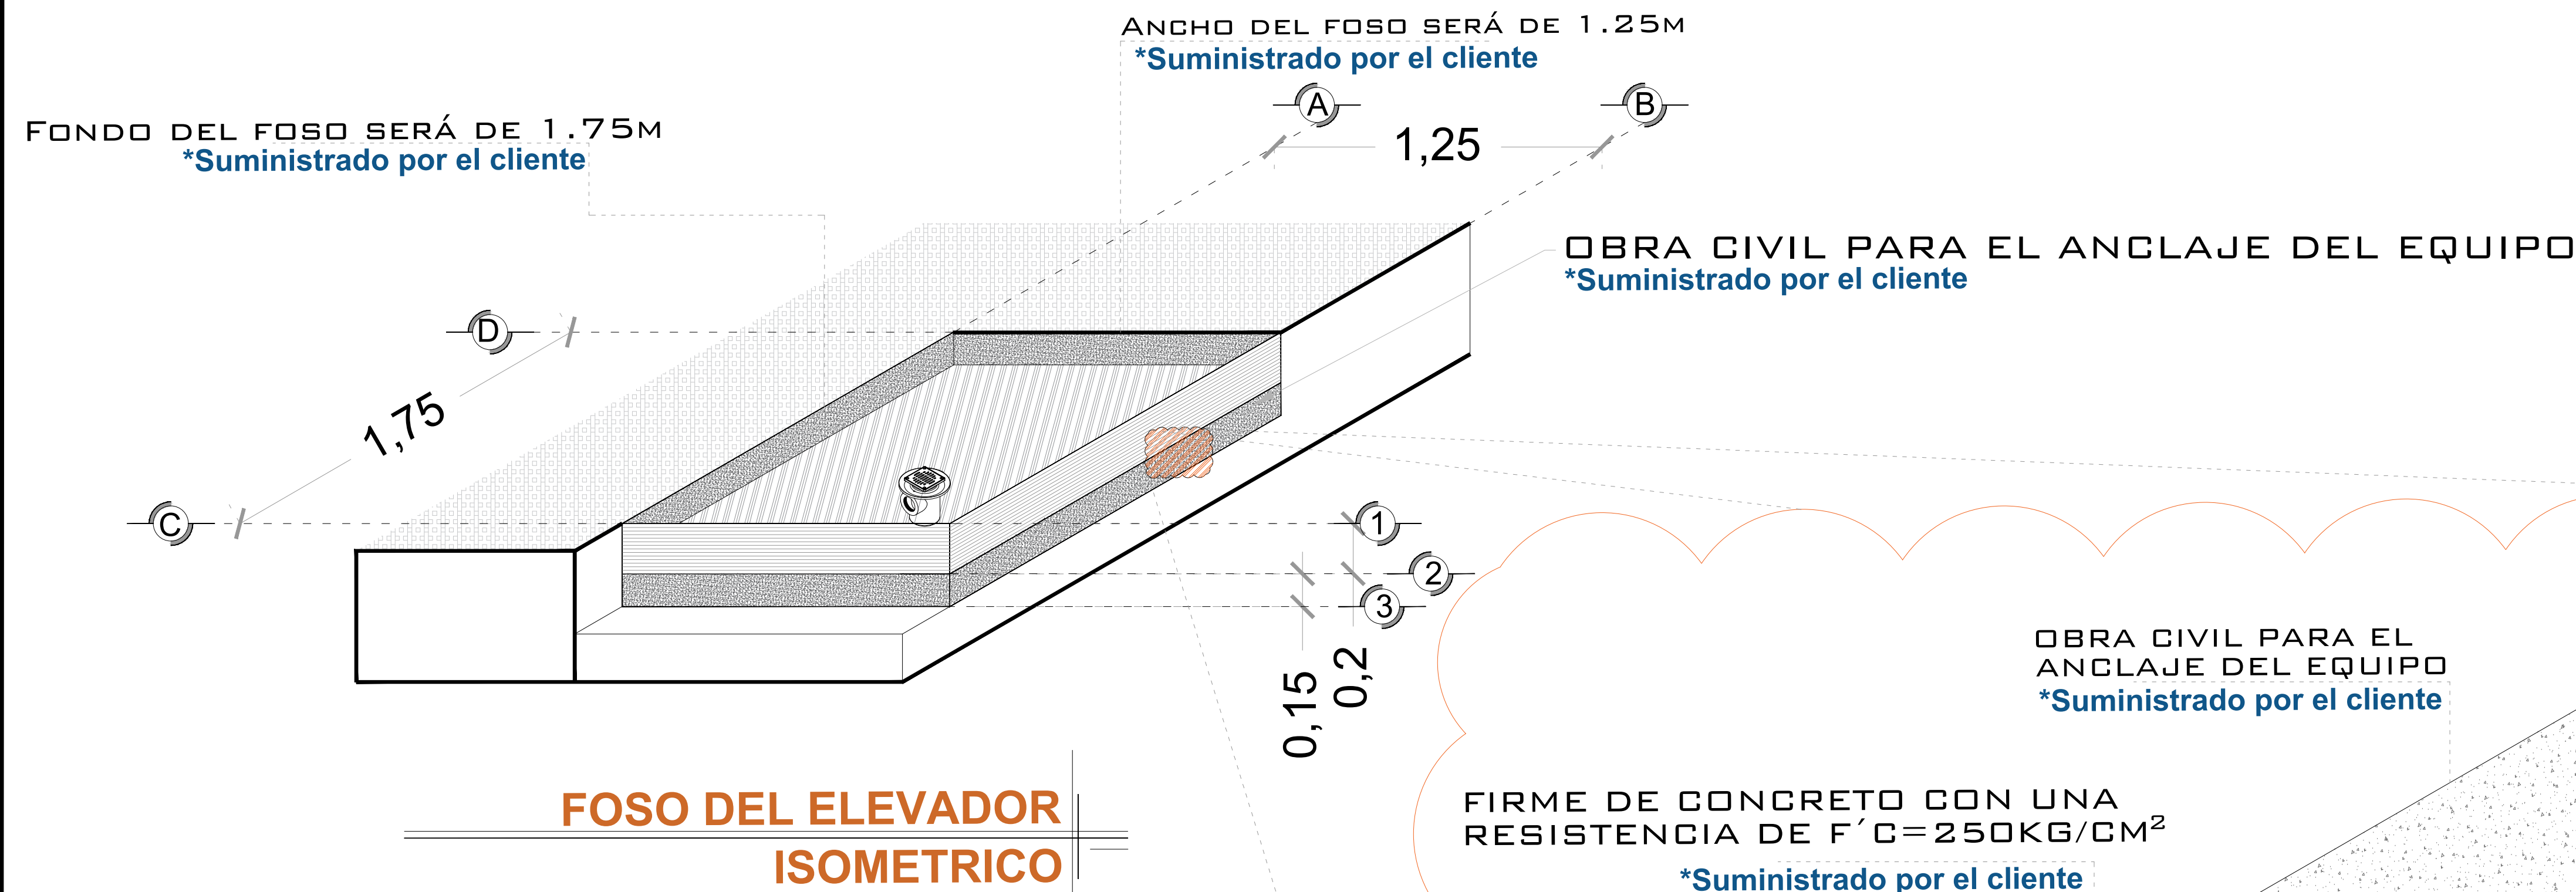 ANCHO DEL FOSO SERÁ DE 1.25M
*Suministrado por el cliente
FONDO DEL FOSO SERÁ DE 1.75M
*Suministrado por el cliente
A
B
1,25
OBRA CIVIL PARA EL ANCLAJE DEL EQUIPO
*Suministrado por el cliente
D
1,75
C
1
2
3
0,15
0,2
OBRA CIVIL PARA EL
ANCLAJE DEL EQUIPO
*Suministrado por el cliente
FOSO DEL ELEVADOR
ISOMETRICO
FIRME DE CONCRETO CON UNA
RESISTENCIA DE F´C=250KG/CM²
*Suministrado por el cliente